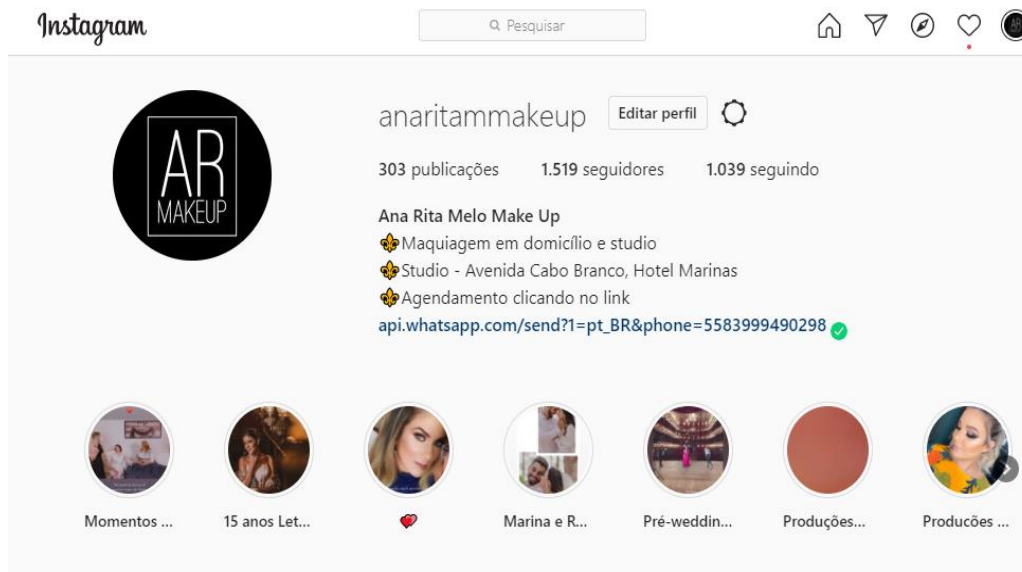 Instagram
Pesquisar
AR
MAKEUP
anaritammakeup Editar perfil
303 publicações 1.519 seguidores 1.039 seguindo
Ana Rita Melo Make Up
⚜Maquiagem em domicílio e studio
⚜Studio - Avenida Cabo Branco, Hotel Marinas
⚜Agendamento clicando no link
api.whatsapp.com/send?1=pt_BR&phone=5583999490298
Momentos ... 15 anos Let... Marina e R... Pré-weddin... Produções... Producões ...